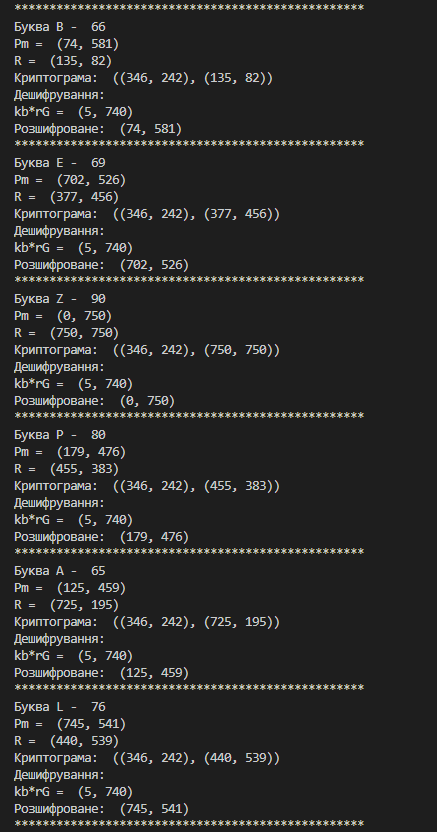 **************************************************
Буква B -  66
Pm =  (74, 581)
R =  (135, 82)
Криптограма:  ((346, 242), (135, 82))
Дешифрування:
kb*rG =  (5, 740)
Розшифроване:  (74, 581)
**************************************************
Буква E -  69
Pm =  (702, 526)
R =  (377, 456)
Криптограма:  ((346, 242), (377, 456))
Дешифрування:
kb*rG =  (5, 740)
Розшифроване:  (702, 526)
**************************************************
Буква Z -  90
Pm =  (0, 750)
R =  (750, 750)
Криптограма:  ((346, 242), (750, 750))
Дешифрування:
kb*rG =  (5, 740)
Розшифроване:  (0, 750)
**************************************************
Буква P -  80
Pm =  (179, 476)
R =  (455, 383)
Криптограма:  ((346, 242), (455, 383))
Дешифрування:
kb*rG =  (5, 740)
Розшифроване:  (179, 476)
**************************************************
Буква A -  65
Pm =  (125, 459)
R =  (725, 195)
Криптограма:  ((346, 242), (725, 195))
Дешифрування:
kb*rG =  (5, 740)
Розшифроване:  (125, 459)
**************************************************
Буква L -  76
Pm =  (745, 541)
R =  (440, 539)
Криптограма:  ((346, 242), (440, 539))
Дешифрування:
kb*rG =  (5, 740)
Розшифроване:  (745, 541)
**************************************************